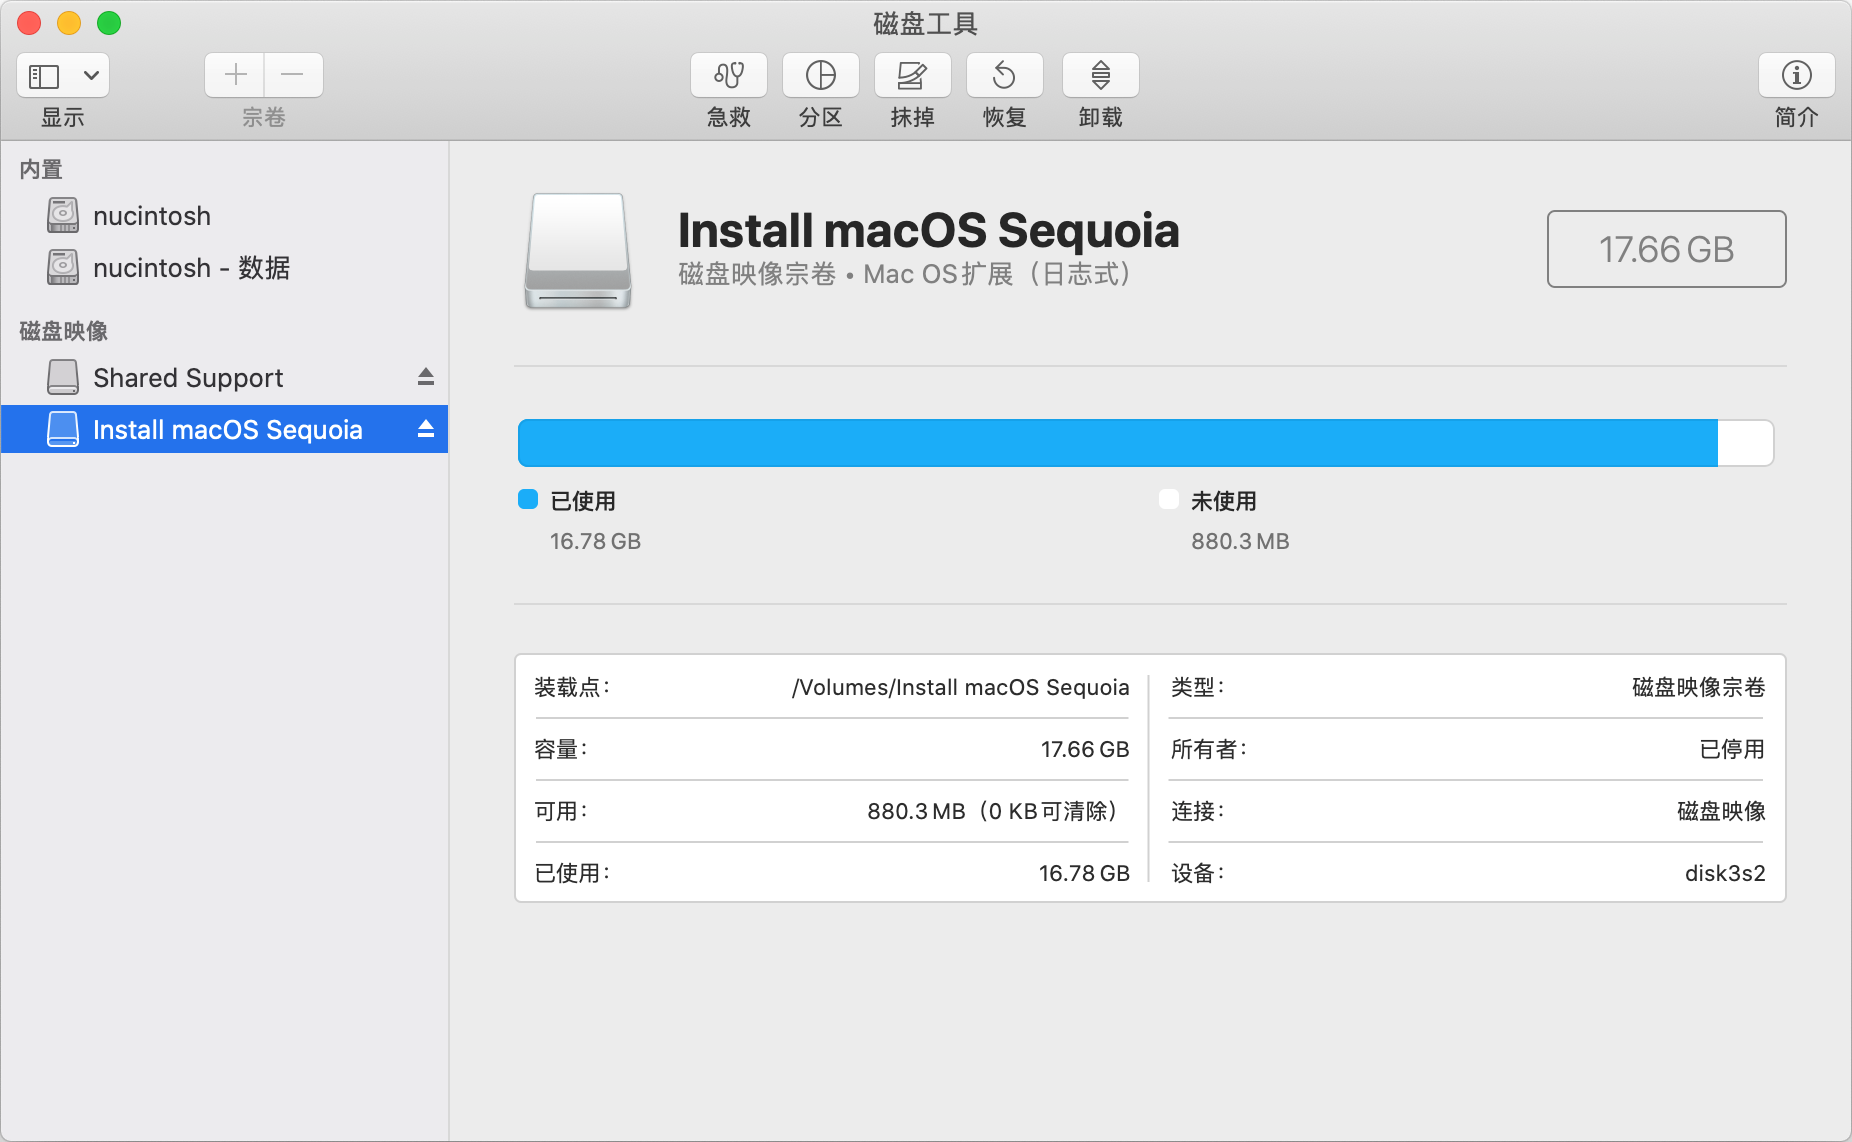 磁盘工具
显示
宗卷
急救
分区
抹掉
恢复
卸载
简介
内置
nucintosh
nucintosh - 数据
磁盘映像
Shared Support
Install macOS Sequoia
Install macOS Sequoia
磁盘映像宗卷 • Mac OS扩展（日志式）
17.66 GB
已使用
16.78 GB
未使用
880.3 MB
装载点： /Volumes/Install macOS Sequoia
容量： 17.66 GB
可用： 880.3 MB（0 KB可清除）
已使用： 16.78 GB
类型： 磁盘映像宗卷
所有者： 已停用
连接： 磁盘映像
设备： disk3s2